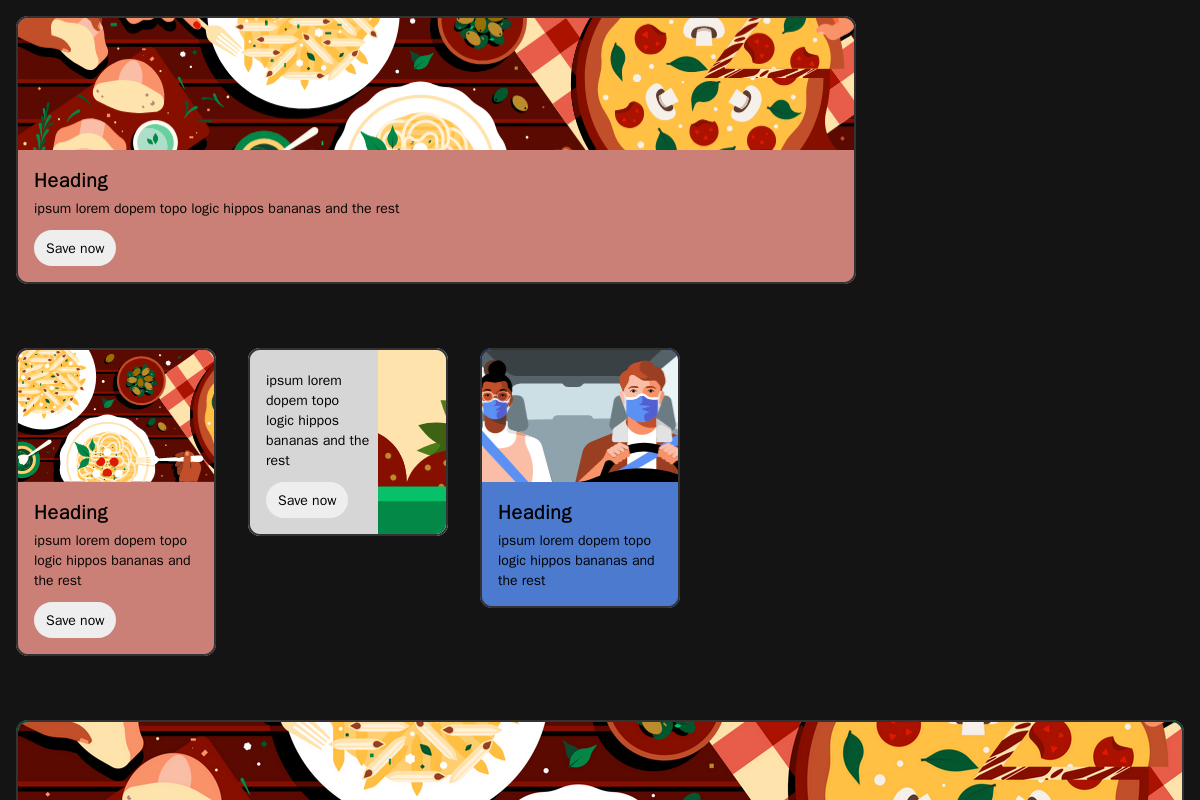 Heading
ipsum lorem dopem topo logic hippos bananas and the rest
Save now
Heading
ipsum lorem dopem topo
logic hippos bananas and
the rest
Save now
ipsum lorem
dopem topo
logic hippos
bananas and the
rest
Save now
Heading
ipsum lorem dopem topo
logic hippos bananas and
the rest